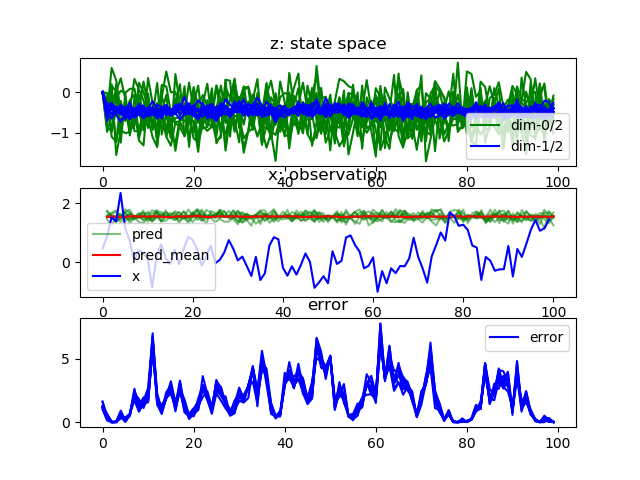 z: state space
0
−1
dim-0/2
dim-1/2
0 20 40 60 80 100
x: observation
2
0
pred
pred_mean
x
0 20 40 60 80 100
error
5
0
error
0 20 40 60 80 100